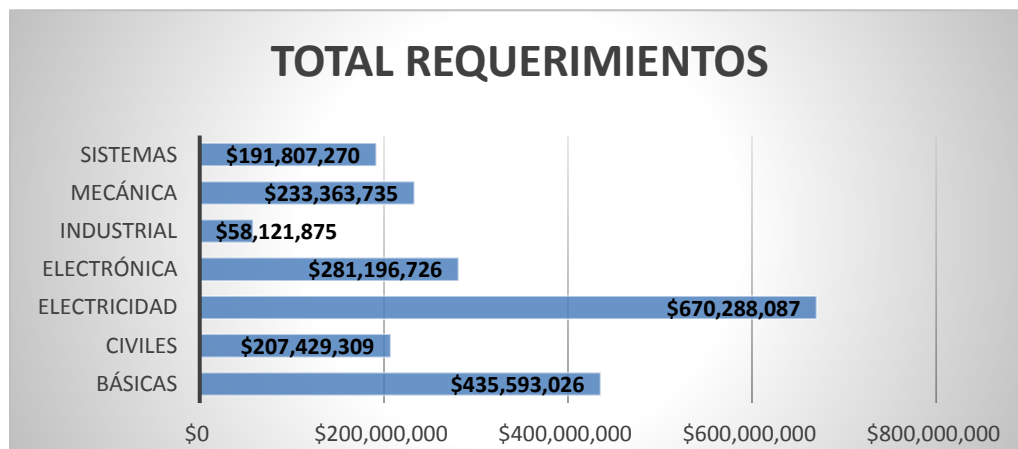 TOTAL REQUERIMIENTOS
SISTEMAS $191,807,270
MECÁNICA $233,363,735
INDUSTRIAL $58,121,875
ELECTRÓNICA $281,196,726
ELECTRICIDAD $670,288,087
CIVILES $207,429,309
BÁSICAS $435,593,026
$0 $200,000,000 $400,000,000 $600,000,000 $800,000,000